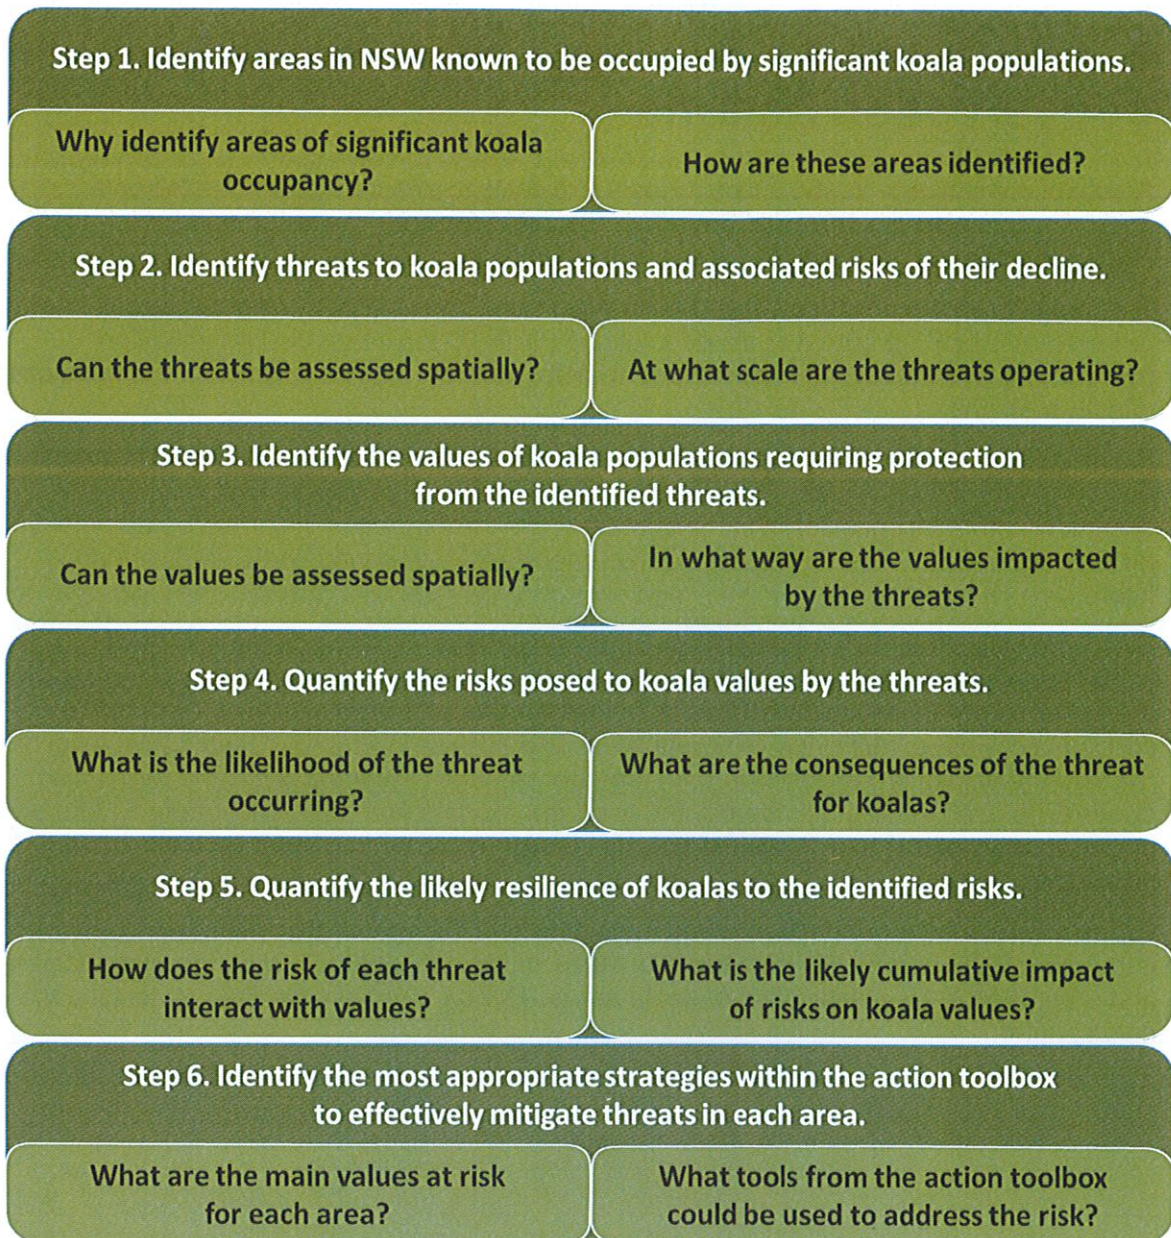 Step 1. Identify areas in NSW known to be occupied by significant koala populations.
Why identify areas of significant koala
occupancy?
How are these areas identified?
Step 2. Identify threats to koala populations and associated risks of their decline.
Can the threats be assessed spatially?
At what scale are the threats operating?
Step 3. Identify the values of koala populations requiring protection
from the identified threats.
Can the values be assessed spatially?
In what way are the values impacted
by the threats?
Step 4. Quantify the risks posed to koala values by the threats.
What is the likelihood of the threat
occurring?
What are the consequences of the threat
for koalas?
Step 5. Quantify the likely resilience of koalas to the identified risks.
How does the risk of each threat
interact with values?
What is the likely cumulative impact
of risks on koala values?
Step 6. Identify the most appropriate strategies within the action toolbox
to effectively mitigate threats in each area.
What are the main values at risk
for each area?
What tools from the action toolbox
could be used to address the risk?